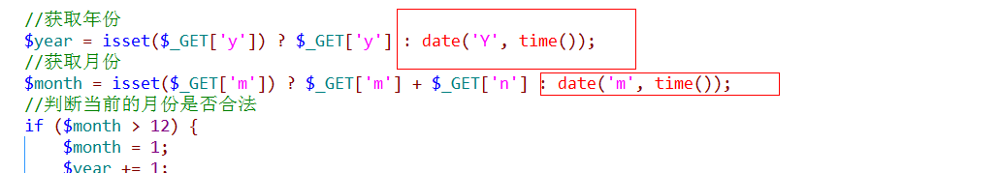 //获取年份
$year = isset($_GET['y']) ? $_GET['y'] : date('Y', time());
//获取月份
$month = isset($_GET['m']) ? $_GET['m'] + $_GET['n'] : date('m', time());
//判断当前的月份是否合法
if ($month > 12) {
$month = 1;
$year += 1;